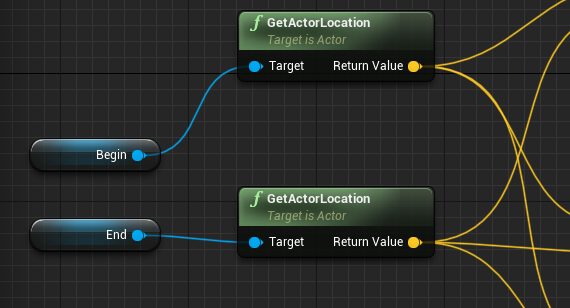 GetActorLocation
Target is Actor
Target Return Value
Begin
GetActorLocation
Target is Actor
End
Target Return Value